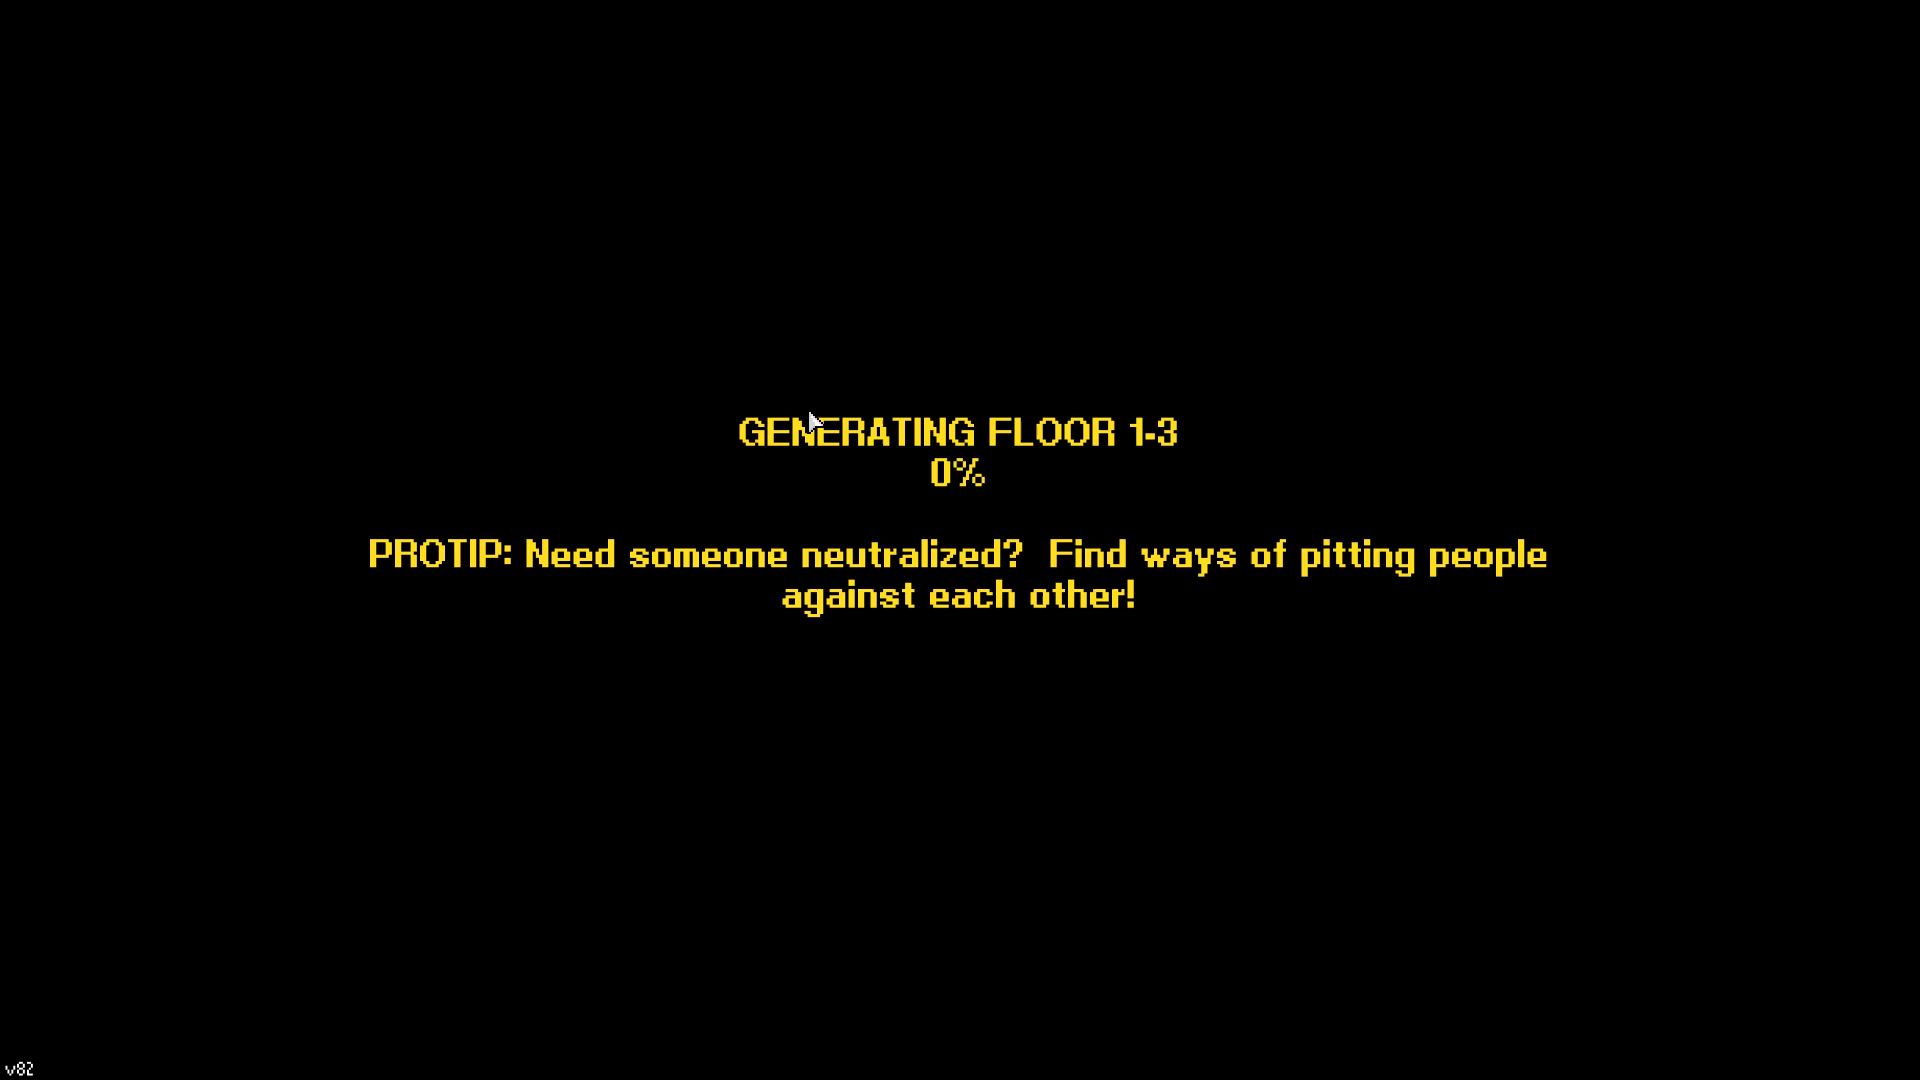 GENERATING FLOOR 1-3
0%
PROTIP: Need someone neutralized?  Find ways of pitting people
against each other!
v82